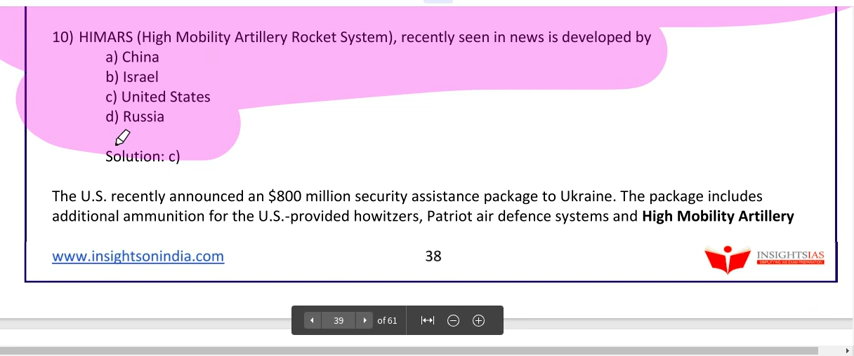 10) HIMARS (High Mobility Artillery Rocket System), recently seen in news is developed by
a) China
b) Israel
c) United States
d) Russia
Solution: c)
The U.S. recently announced an $800 million security assistance package to Ukraine. The package includes
additional ammunition for the U.S.-provided howitzers, Patriot air defence systems and High Mobility Artillery
www.insightsonindia.com
38
INSIGHTSIAS
39 of 61